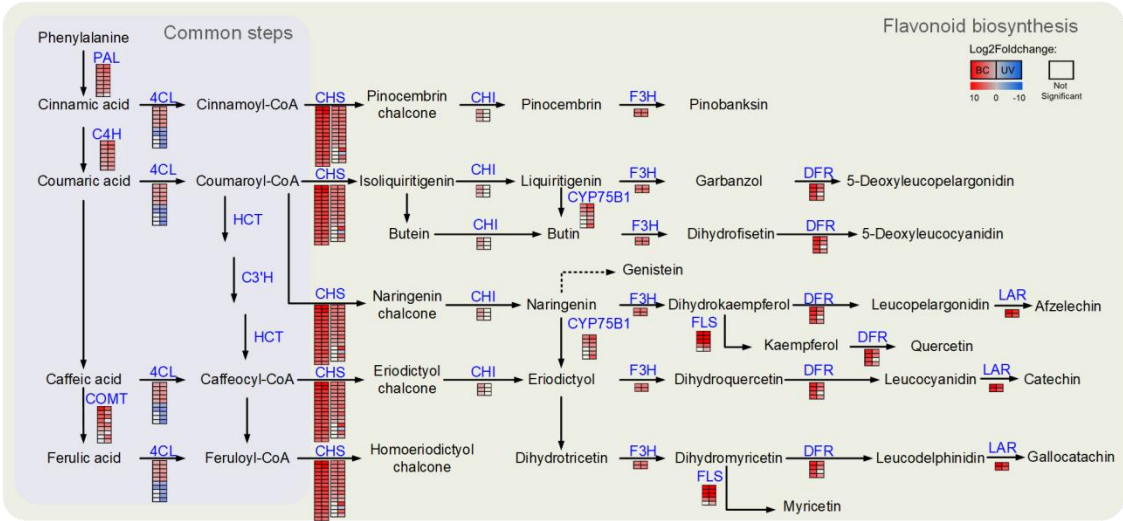 Common steps
Flavonoid biosynthesis
Log2Foldchange:
BC UV
10 0 -10
Not
Significant
Phenylalanine
PAL
Cinnamic acid
4CL
Cinnamoyl-CoA
CHS
Pinocembrin
chalcone
CHI
Pinocembrin
F3H
Pinobanksin
C4H
Coumaric acid
4CL
Coumaroyl-CoA
CHS
Isoliquiritigenin
CHI
Liquiritigenin
F3H
Garbanzol
DFR
5-Deoxyleucopelargonidin
CYP75B1
HCT
Butein
CHI
Butin
F3H
Dihydrofisetin
DFR
5-Deoxyleucocyanidin
C3'H
Genistein
CHS
Naringenin
chalcone
CHI
Naringenin
F3H
Dihydrokaempferol
DFR
Leucopelargonidin
LAR
Afzelechin
HCT
CYP75B1
FLS
Kaempferol
DFR
Quercetin
Caffeic acid
4CL
Caffeocyl-CoA
CHS
Eriodictyol
chalcone
CHI
Eriodictyol
F3H
Dihydroquercetin
DFR
Leucocyanidin
LAR
Catechin
COMT
Ferulic acid
4CL
Feruloyl-CoA
CHS
Homoeriodictyol
chalcone
Dihydrotricetin
F3H
Dihydromyricetin
DFR
Leucodelphinidin
LAR
Gallocatachin
FLS
Myricetin